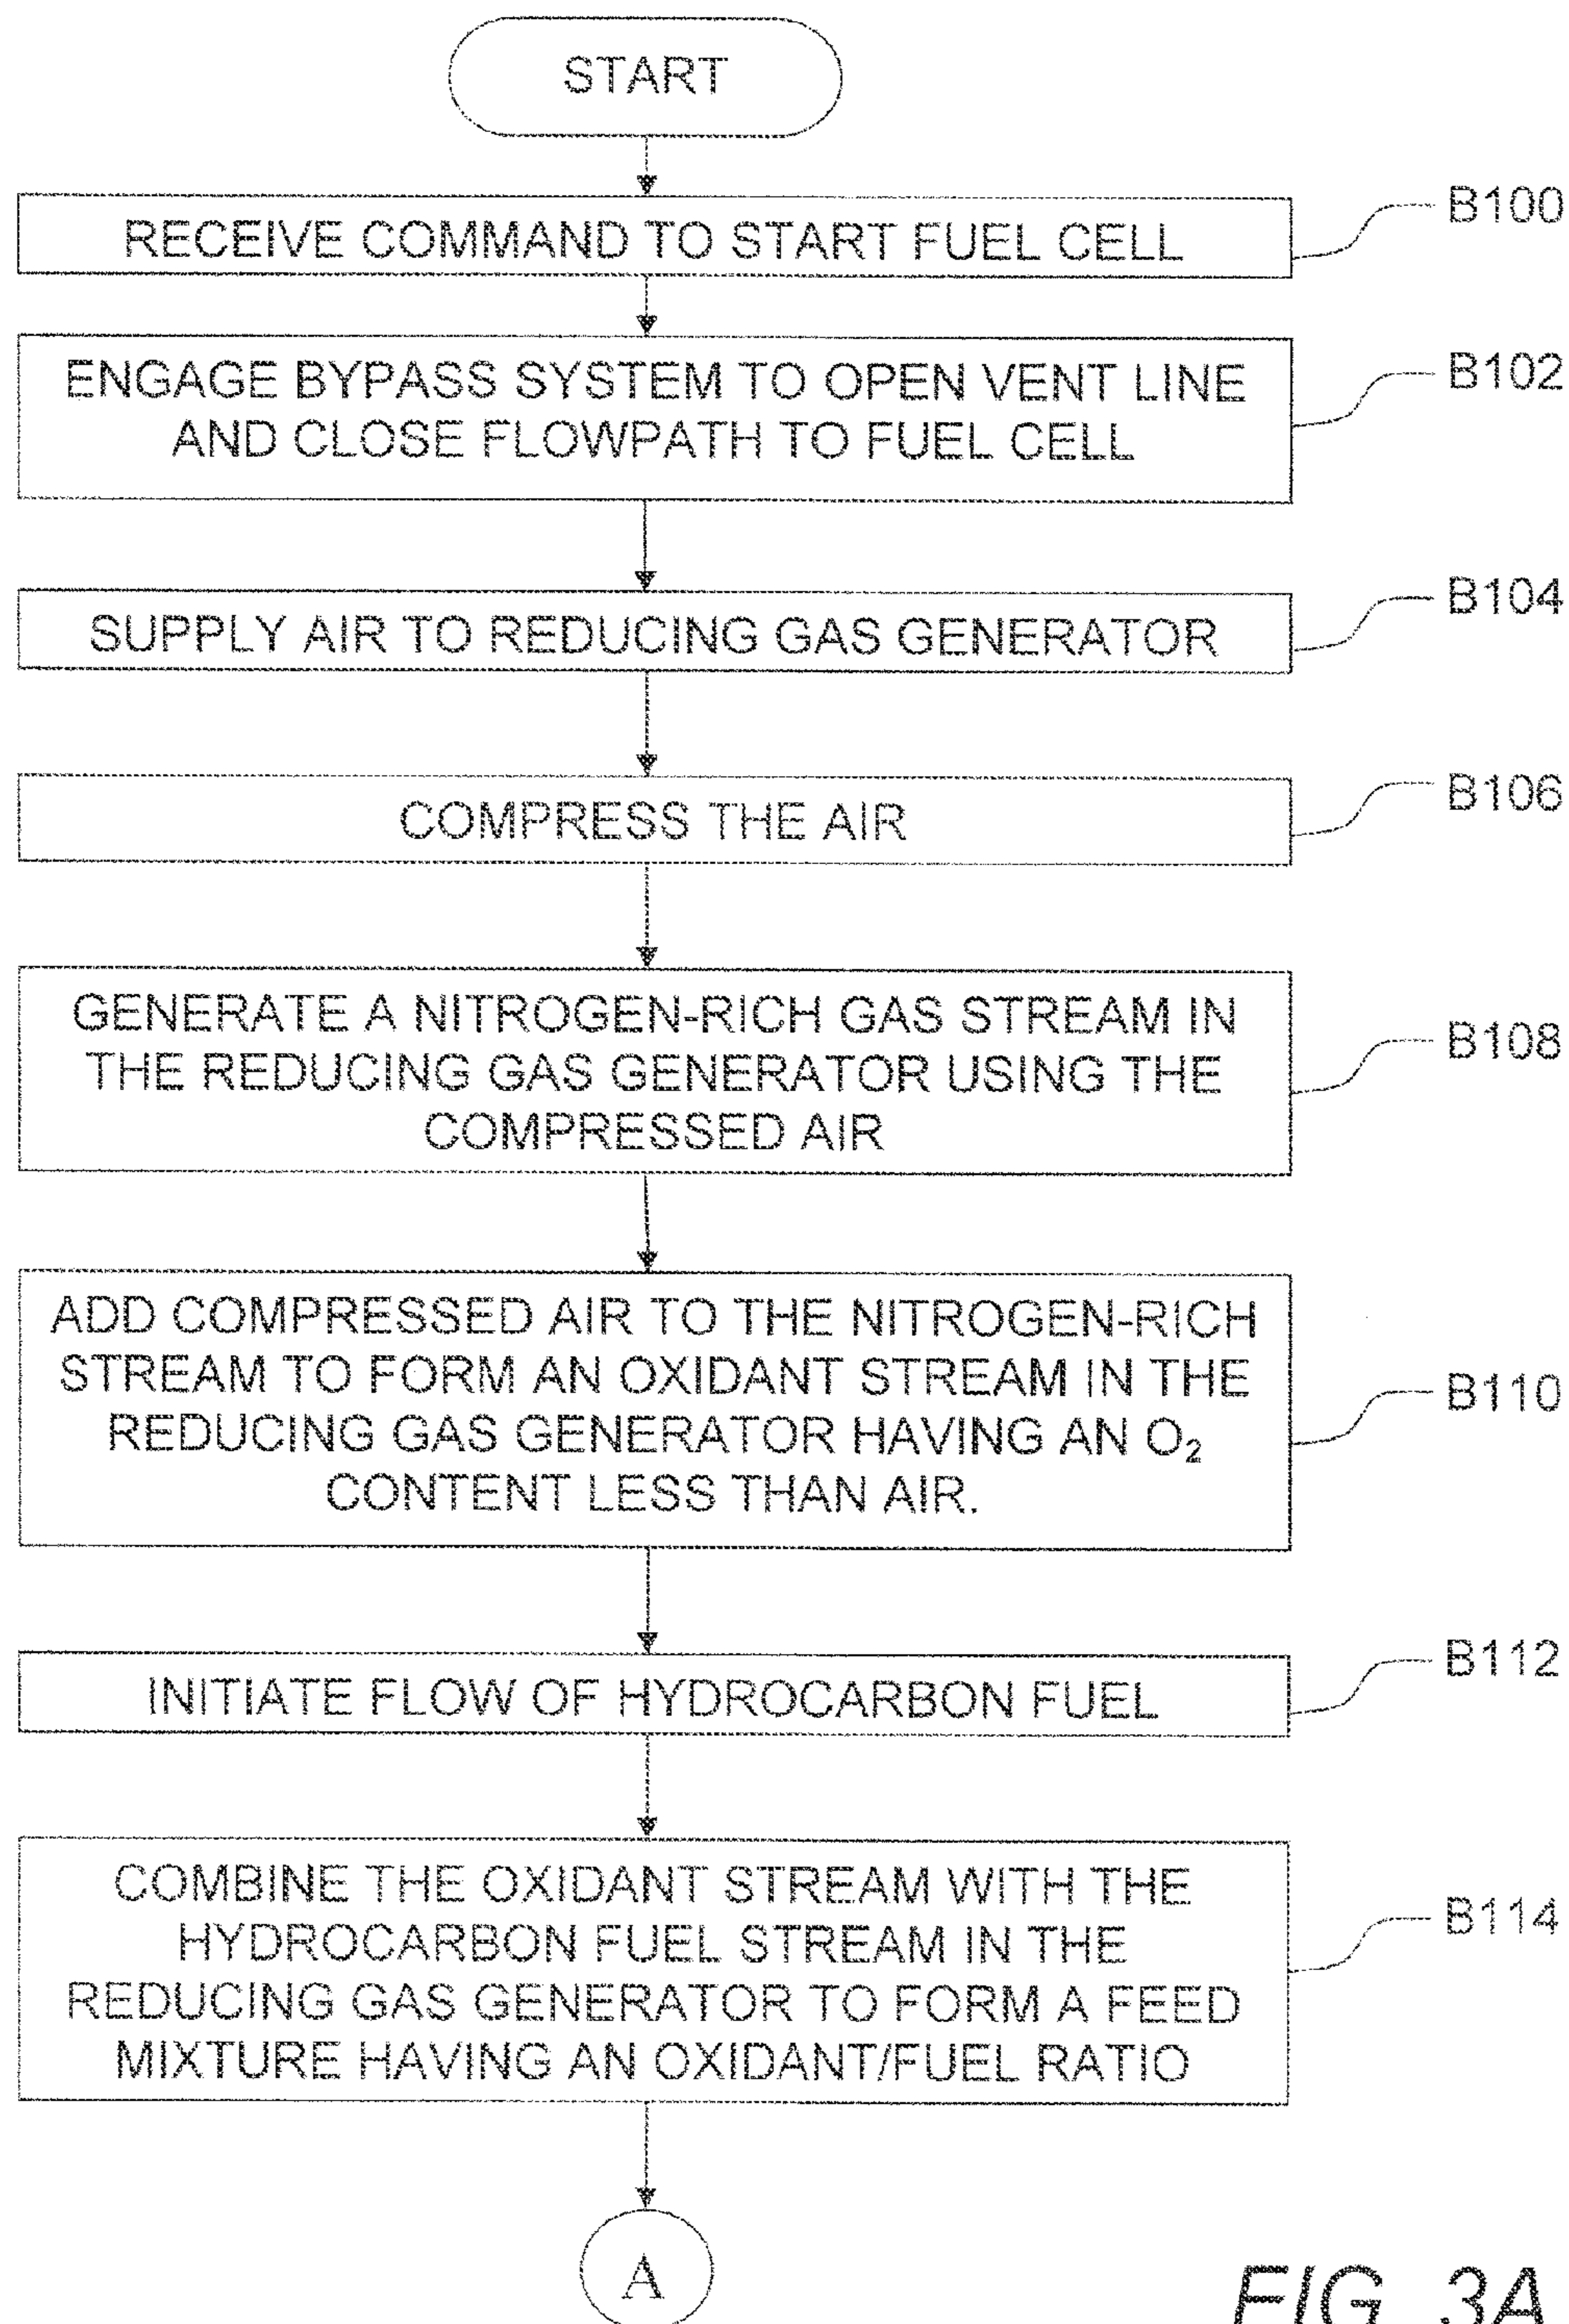 START
RECEIVE COMMAND TO START FUEL CELL
B100
ENGAGE BYPASS SYSTEM TO OPEN VENT LINE
AND CLOSE FLOWPATH TO FUEL CELL
B102
SUPPLY AIR TO REDUCING GAS GENERATOR
B104
COMPRESS THE AIR
B106
GENERATE A NITROGEN-RICH GAS STREAM IN
THE REDUCING GAS GENERATOR USING THE
COMPRESSED AIR
B108
ADD COMPRESSED AIR TO THE NITROGEN-RICH
STREAM TO FORM AN OXIDANT STREAM IN THE
REDUCING GAS GENERATOR HAVING AN O₂
CONTENT LESS THAN AIR.
B110
INITIATE FLOW OF HYDROCARBON FUEL
B112
COMBINE THE OXIDANT STREAM WITH THE
HYDROCARBON FUEL STREAM IN THE
REDUCING GAS GENERATOR TO FORM A FEED
MIXTURE HAVING AN OXIDANT/FUEL RATIO
B114
A
FIG. 3A